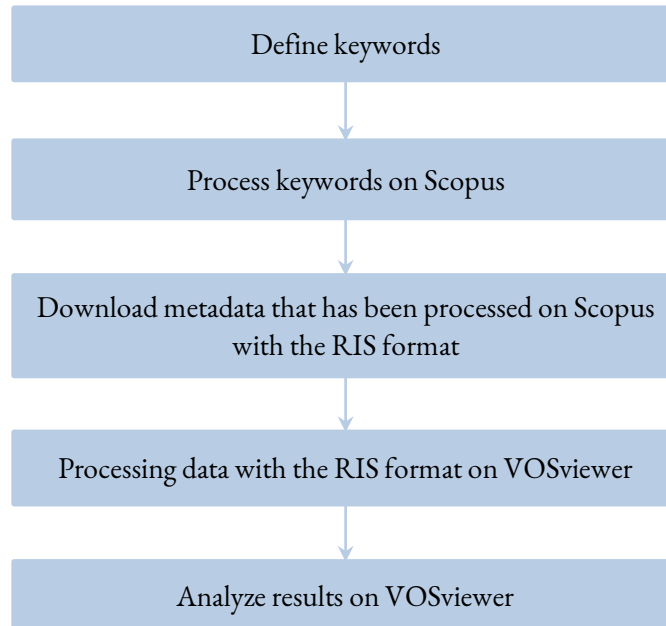 Define keywords
Process keywords on Scopus
Download metadata that has been processed on Scopus
with the RIS format
Processing data with the RIS format on VOSviewer
Analyze results on VOSviewer